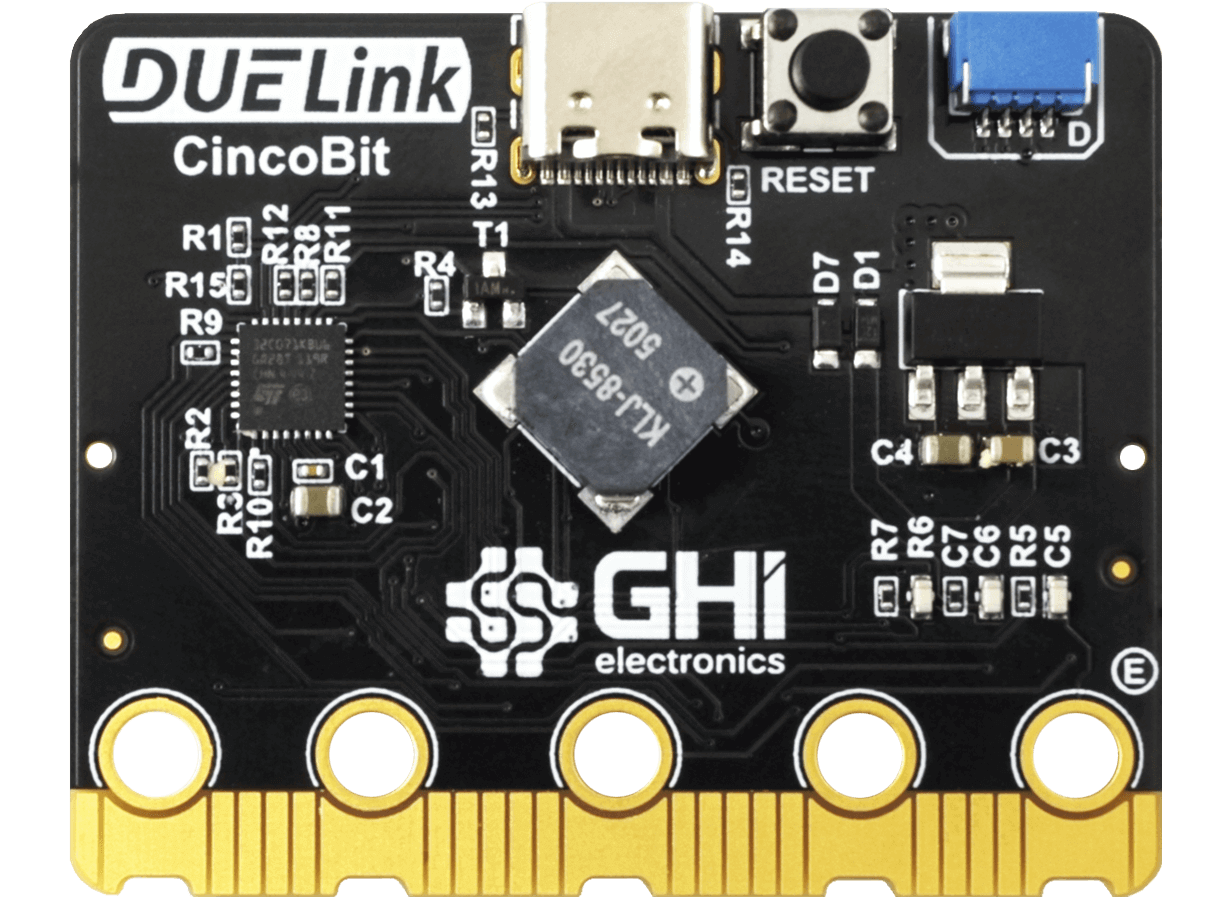 DUELink
CincoBit
R13
RESET
D
R14
R1
R12
R8
R11
T1
R4
R15
D7
D1
R9
KLJ-8530
5027
R2
C4
C3
C1
R3
R10
C2
R7
R6
C7
C6
R5
C5
GHI
electronics
E